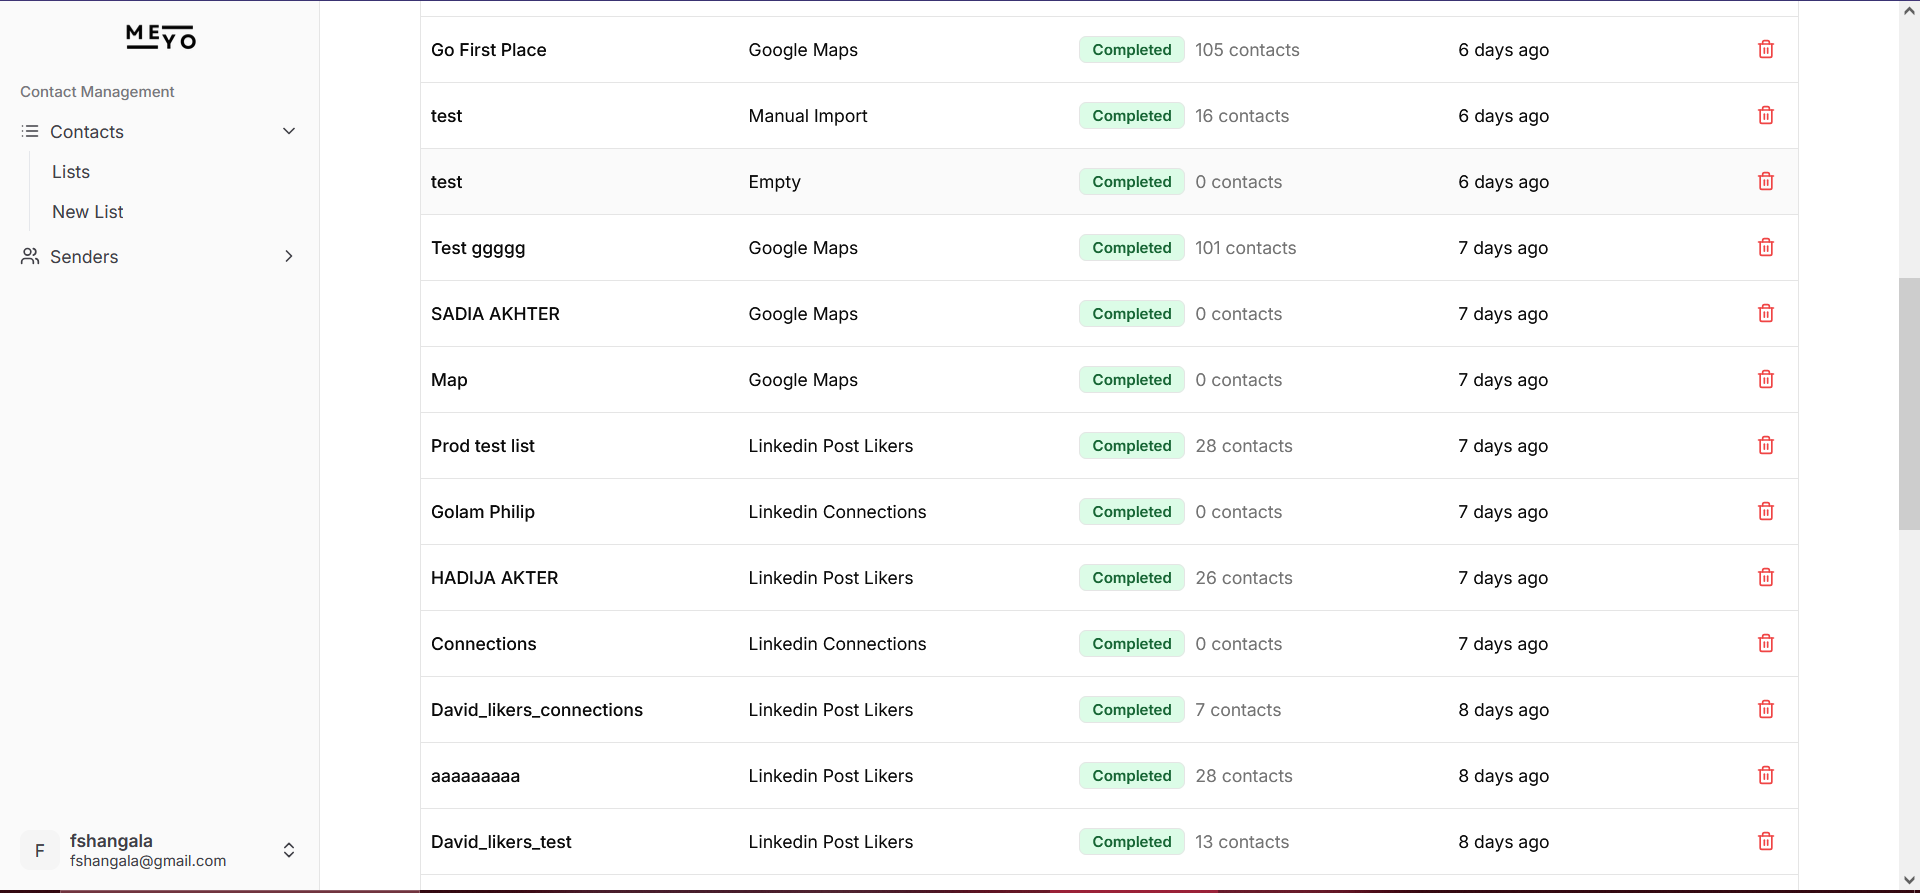 MEYO
Contact Management
Contacts
Lists
New List
Senders
Go First Place Google Maps Completed 105 contacts 6 days ago
test Manual Import Completed 16 contacts 6 days ago
test Empty Completed 0 contacts 6 days ago
Test ggggg Google Maps Completed 101 contacts 7 days ago
SADIA AKHTER Google Maps Completed 0 contacts 7 days ago
Map Google Maps Completed 0 contacts 7 days ago
Prod test list Linkedin Post Likers Completed 28 contacts 7 days ago
Golam Philip Linkedin Connections Completed 0 contacts 7 days ago
HADIJA AKTER Linkedin Post Likers Completed 26 contacts 7 days ago
Connections Linkedin Connections Completed 0 contacts 7 days ago
David_likers_connections Linkedin Post Likers Completed 7 contacts 8 days ago
aaaaaaaaa Linkedin Post Likers Completed 28 contacts 8 days ago
David_likers_test Linkedin Post Likers Completed 13 contacts 8 days ago
F
fshangala
fshangala@gmail.com